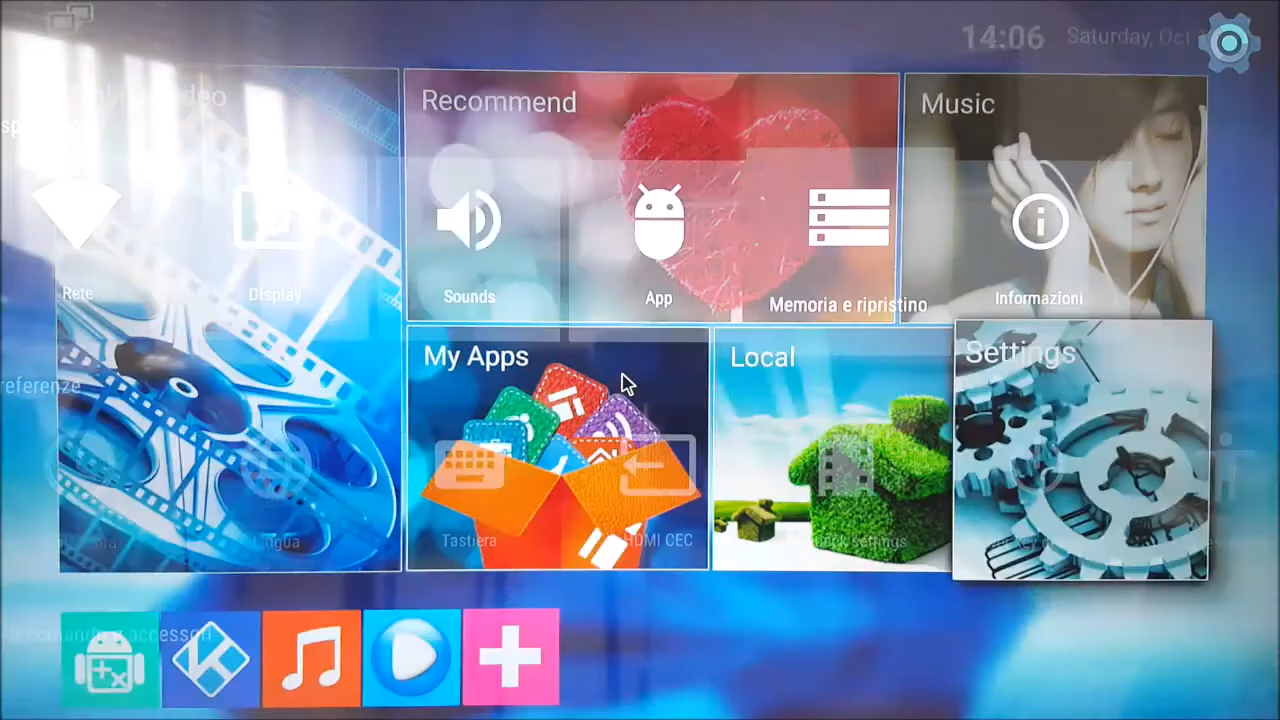 14:06 Saturday, Oct
Recommend
Music
Rete
Display
Sounds
App
Memoria e ripristino
Informazioni
My Apps
Local
Settings
Tastiera
HDMI CEC
settings